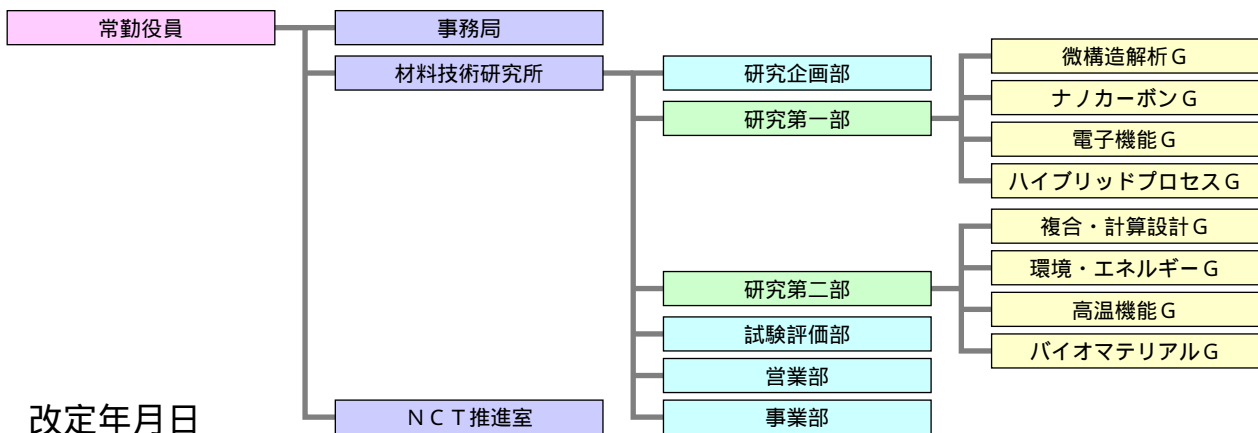 常勤役員
事務局
材料技術研究所
研究企画部
研究第一部
微構造解析Ｇ
ナノカーボンＧ
電子機能Ｇ
ハイブリッドプロセスＧ
研究第二部
複合・計算設計Ｇ
環境・エネルギーＧ
高温機能Ｇ
バイオマテリアルＧ
試験評価部
営業部
事業部
ＮＣＴ推進室
改定年月日